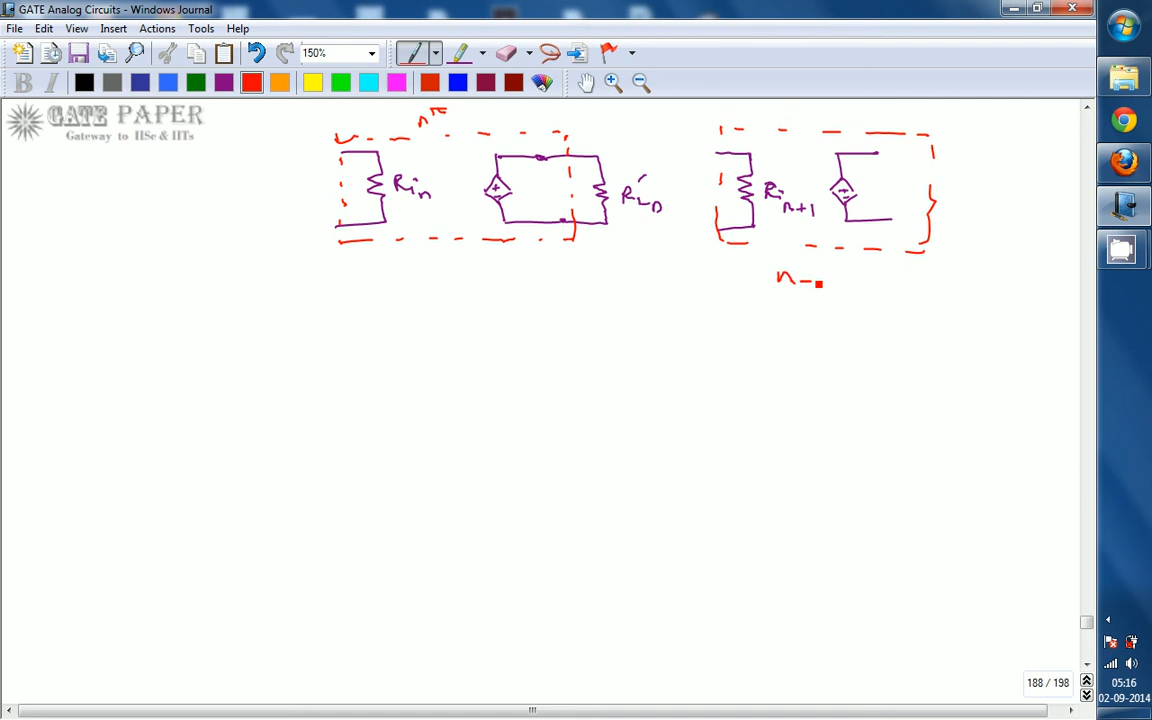 GATE Analog Circuits - Windows Journal
File Edit View Insert Actions Tools Help
150%
B I
GATE PAPER
Gateway to IISc & IITs
nth
Rin
R'Ln
Rin+1
n-
188 / 198
05:16
02-09-2014